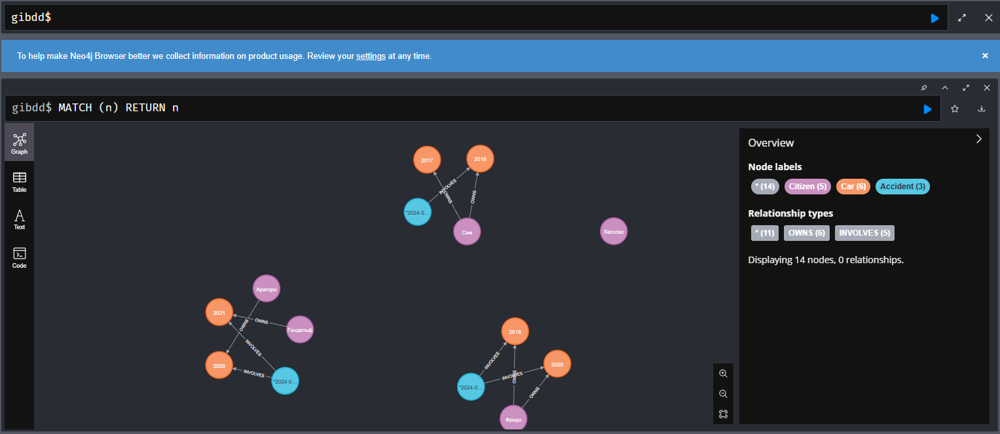 gibdd$
To help make Neo4j Browser better we collect information on product usage. Review your settings at any time.
gibdd$ MATCH (n) RETURN n
Graph
Table
Text
Code
2017
2019
INVOLVES
OWNS
OWNS
"2024-0...
Сэм
Леголас
Арагорн
2021
OWNS
OWNS
Гэндальф
INVOLVES
2020
INVOLVES
"2024-0...
2018
INVOLVES
2020
INVOLVES
OWNS
"2024-0...
OWNS
Фродо
Overview
Node labels
* (14) Citizen (5) Car (6) Accident (3)
Relationship types
* (11) OWNS (6) INVOLVES (5)
Displaying 14 nodes, 0 relationships.